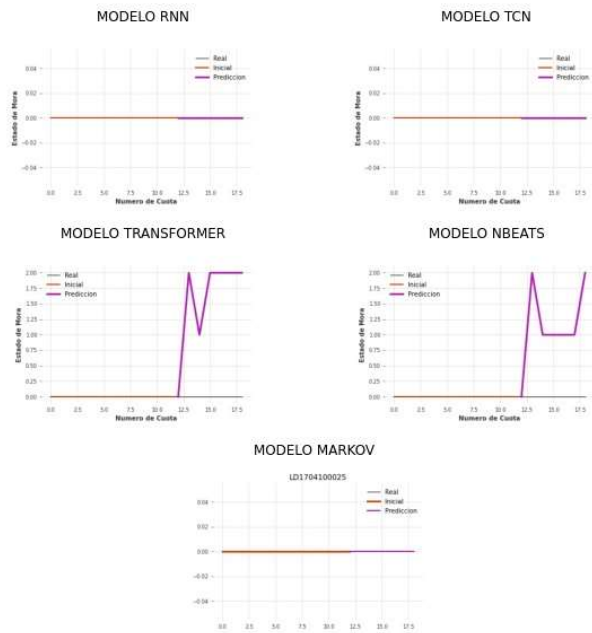 MODELO RNN
MODELO TCN
Real
Inicial
Prediccion
0.04
0.02
0.00
−0.02
−0.04
Estado de Mora
0.0 2.5 5.0 7.5 10.0 12.5 15.0 17.5
Numero de Cuota
Real
Inicial
Prediccion
0.04
0.02
0.00
−0.02
−0.04
Estado de Mora
0.0 2.5 5.0 7.5 10.0 12.5 15.0 17.5
Numero de Cuota
MODELO TRANSFORMER
MODELO NBEATS
Real
Inicial
Prediccion
2.00
1.75
1.50
1.25
1.00
0.75
0.50
0.25
0.00
Estado de Mora
0.0 2.5 5.0 7.5 10.0 12.5 15.0 17.5
Numero de Cuota
Real
Inicial
Prediccion
2.00
1.75
1.50
1.25
1.00
0.75
0.50
0.25
0.00
Estado de Mora
0.0 2.5 5.0 7.5 10.0 12.5 15.0 17.5
Numero de Cuota
MODELO MARKOV
LD1704100025
Real
Inicial
Prediccion
0.04
0.02
0.00
−0.02
−0.04
0.0 2.5 5.0 7.5 10.0 12.5 15.0 17.5